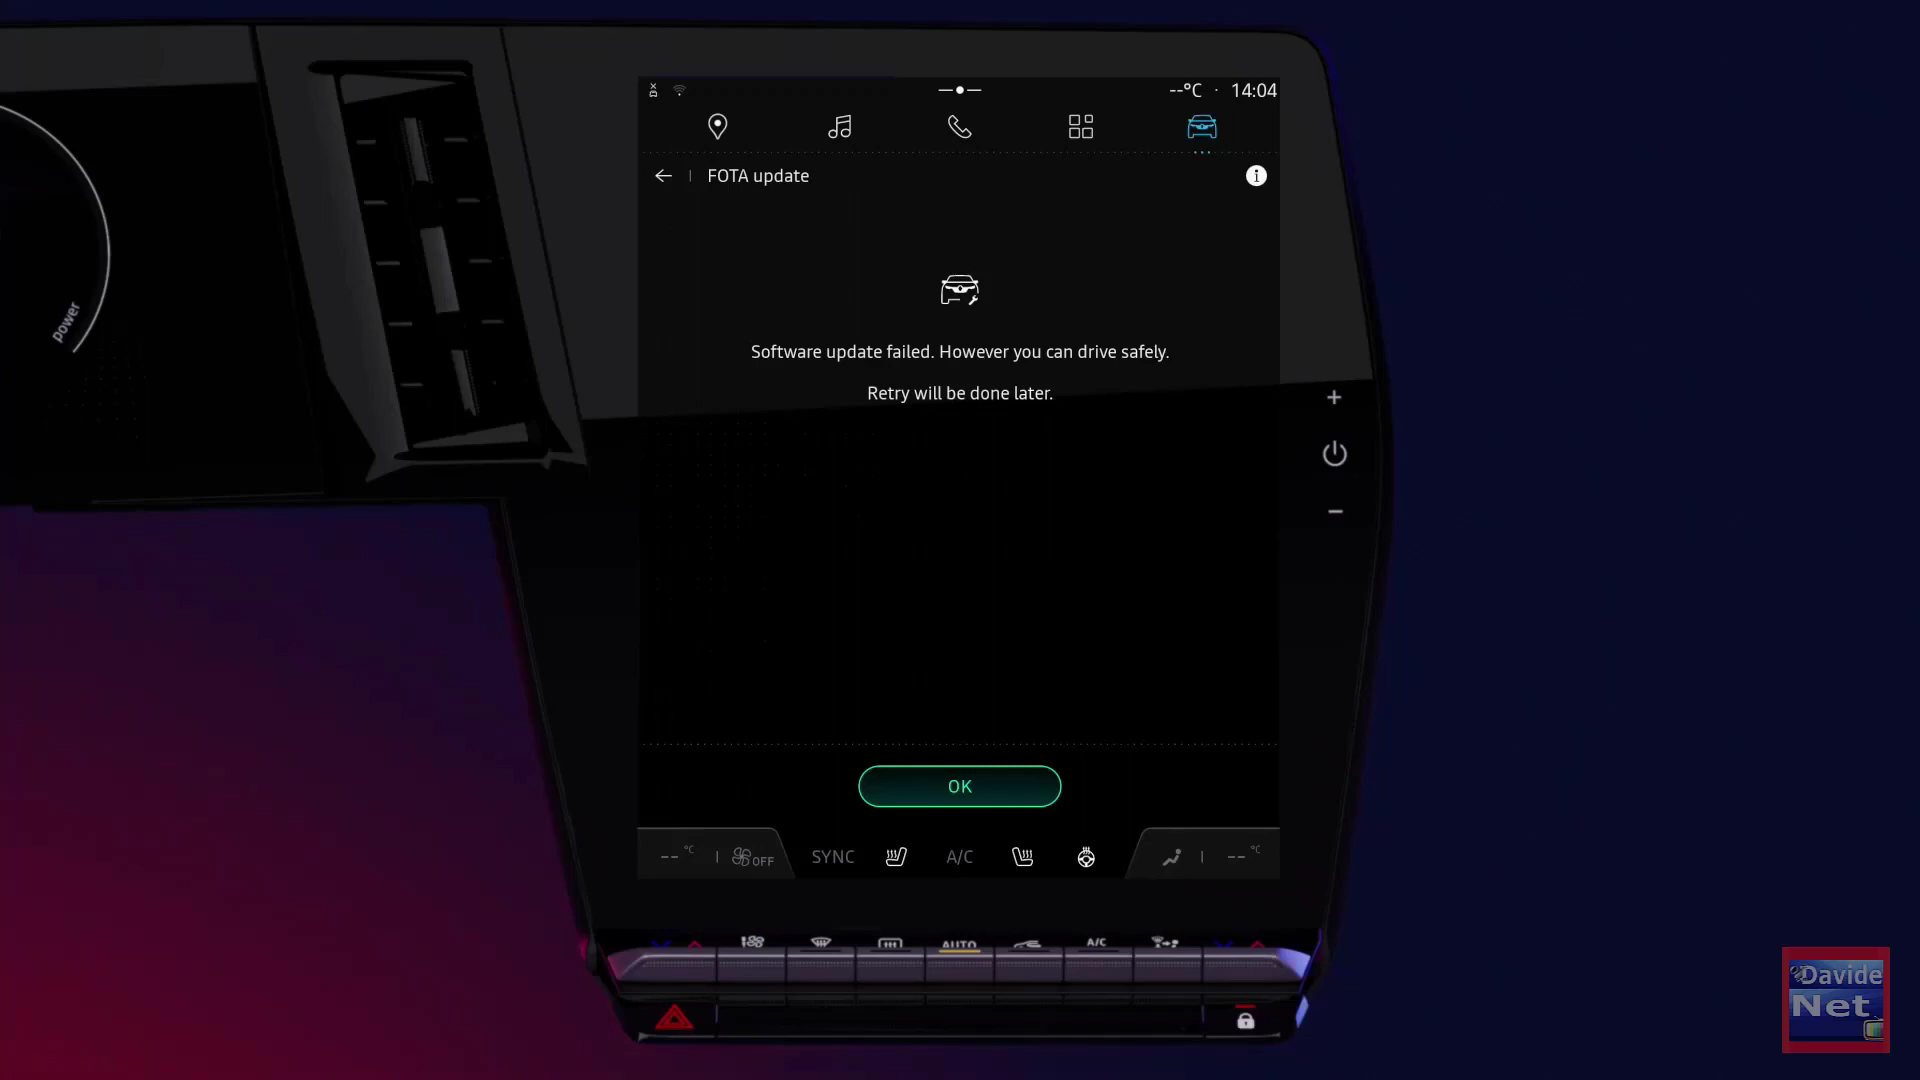 --°C · 14:04
FOTA update
Software update failed. However you can drive safely.
Retry will be done later.
OK
-- °C
OFF
SYNC
A/C
-- °C
AUTO
A/C
power
Davide
Net